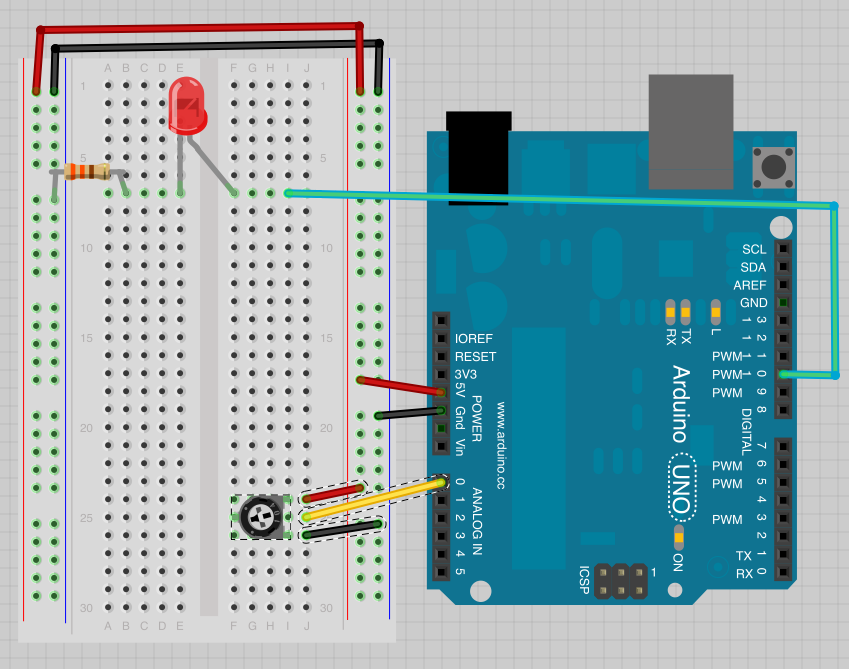 A B C D E F G H I J
1 1
5 5
10 10
15 15
20 20
25 25
30 30
A B C D E F G H I J
IOREF
RESET
3V3
5V
Gnd
Vin
POWER
www.arduino.cc
0
1
2
3
4
5
ANALOG IN
RX
TX
L
Arduino
UNO
ON
ICSP
1
SCL
SDA
AREF
GND
13
12
PWM 11
PWM 10
PWM 9
8
DIGITAL
7
PWM 6
PWM 5
4
PWM 3
2
TX 1
RX 0